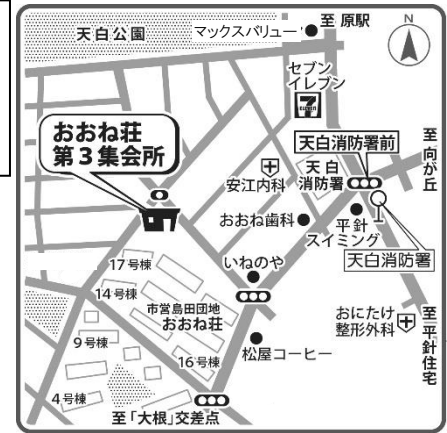 天白公園
マックスバリュー
至 原駅
N
セブン
イレブン
7
ELEVEn
おおね荘
第３集会所
天白消防署前
天白
消防署
至 向が丘
安江内科
おおね歯科
平針
スイミング
天白消防署
いねのや
17号棟
14号棟
市営島田団地
おおね荘
9号棟
16号棟
4号棟
松屋コーヒー
おにたけ
整形外科
至 平針住宅
至「大根」交差点